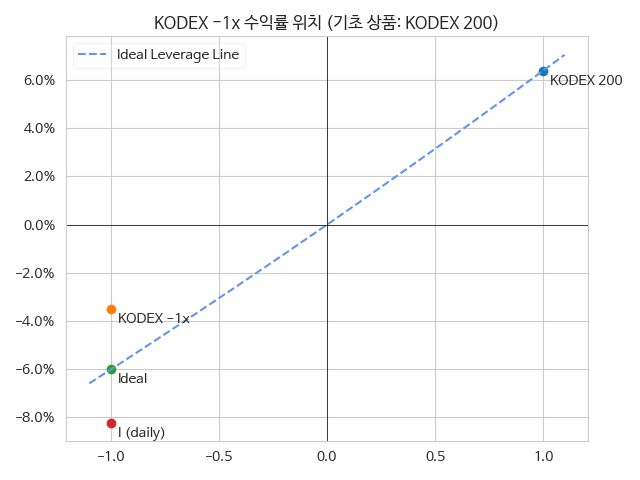 KODEX −1x 수익률 위치 (기초 상품: KODEX 200)
Ideal Leverage Line
6.0%
4.0%
2.0%
0.0%
−2.0%
−4.0%
−6.0%
−8.0%
KODEX 200
KODEX −1x
Ideal
I (daily)
−1.0
−0.5
0.0
0.5
1.0